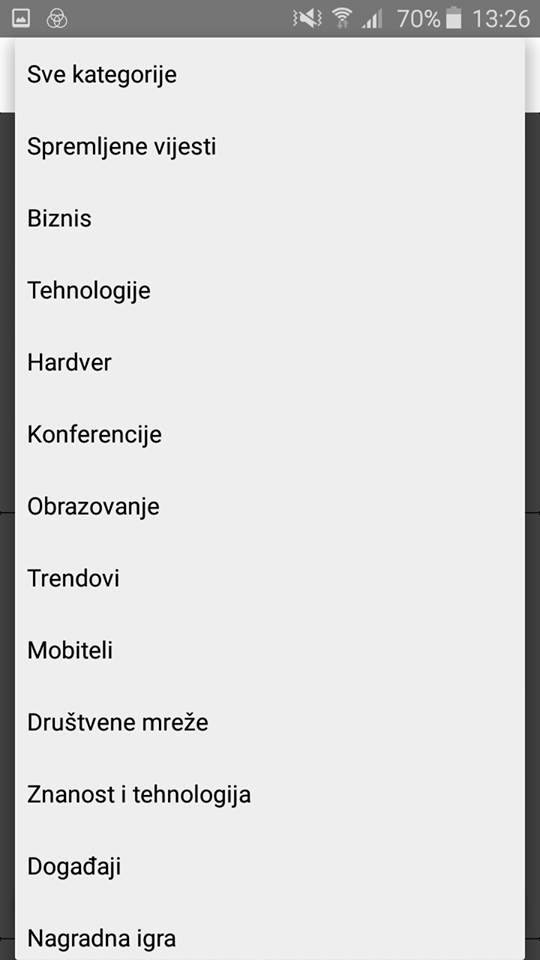 70% 13:26
Sve kategorije
Spremljene vijesti
Biznis
Tehnologije
Hardver
Konferencije
Obrazovanje
Trendovi
Mobiteli
Društvene mreže
Znanost i tehnologija
Događaji
Nagradna igra